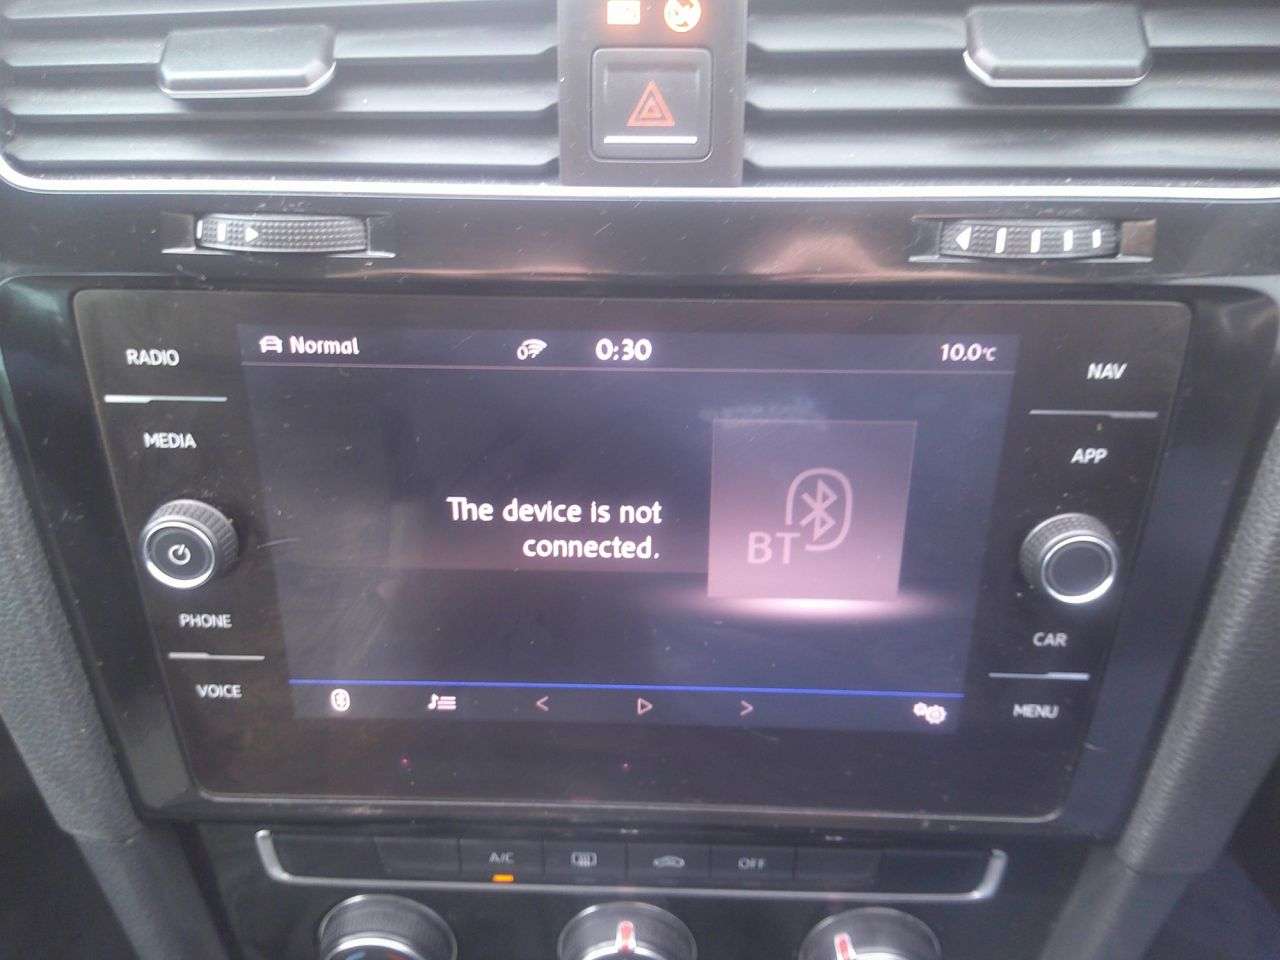 Normal
0
0:30
10.0°C
RADIO
MEDIA
PHONE
VOICE
NAV
APP
CAR
MENU
The device is not
connected.
BT
A/C
OFF